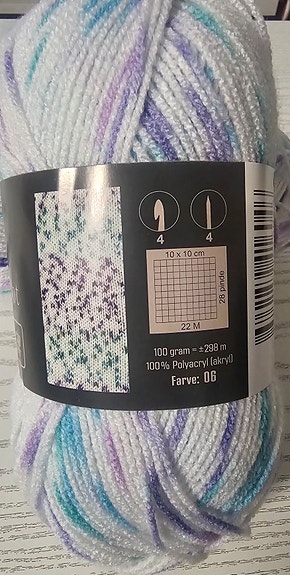 4 4
10 x 10 cm
28 pinde
22 M
100 gram = ±298 m
100% Polyacryl (akryl)
Farve: 06